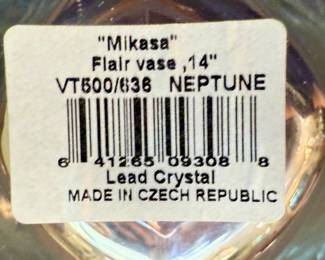 "Mikasa"
Flair vase ,14"
VT500/636 NEPTUNE
6 41265 09308 8
Lead Crystal
MADE IN CZECH REPUBLIC